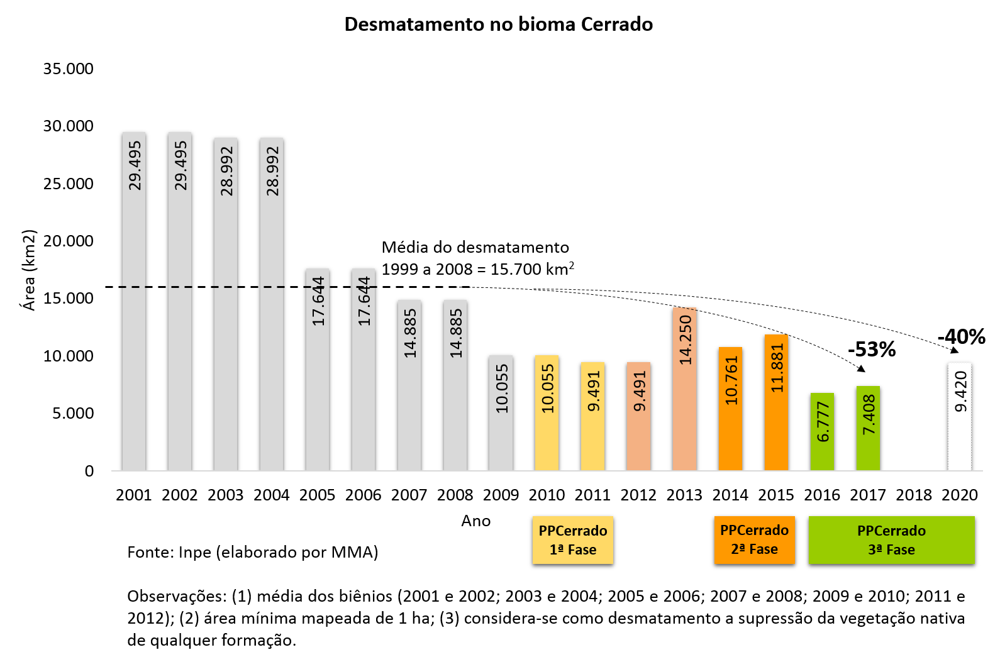 Desmatamento no bioma Cerrado
35.000
30.000
25.000
20.000
15.000
10.000
5.000
0
Área (km2)
29.495
29.495
28.992
28.992
17.644
17.644
14.885
14.885
10.055
10.055
9.491
9.491
14.250
10.761
11.881
6.777
7.408
9.420
Média do desmatamento
1999 a 2008 = 15.700 km²
-53%
-40%
2001 2002 2003 2004 2005 2006 2007 2008 2009 2010 2011 2012 2013 2014 2015 2016 2017 2018 2020
Ano
PPCerrado
1ª Fase
PPCerrado
2ª Fase
PPCerrado
3ª Fase
Fonte: Inpe (elaborado por MMA)
Observações: (1) média dos biênios (2001 e 2002; 2003 e 2004; 2005 e 2006; 2007 e 2008; 2009 e 2010; 2011 e
2012); (2) área mínima mapeada de 1 ha; (3) considera-se como desmatamento a supressão da vegetação nativa
de qualquer formação.